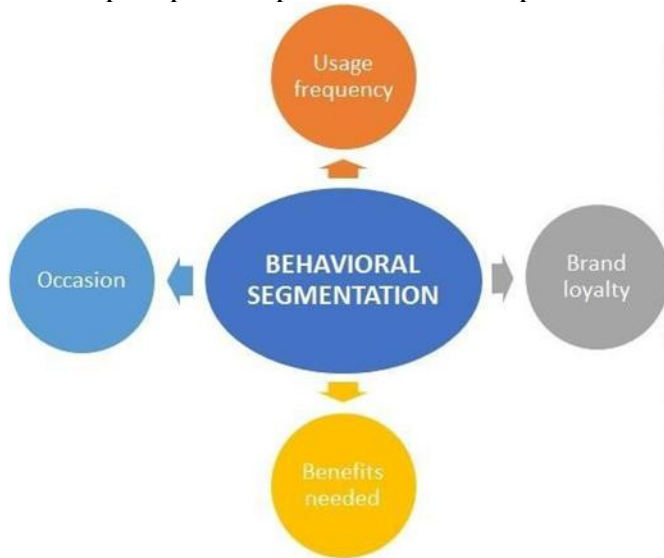 Usage
frequency
Occasion
BEHAVIORAL
SEGMENTATION
Brand
loyalty
Benefits
needed